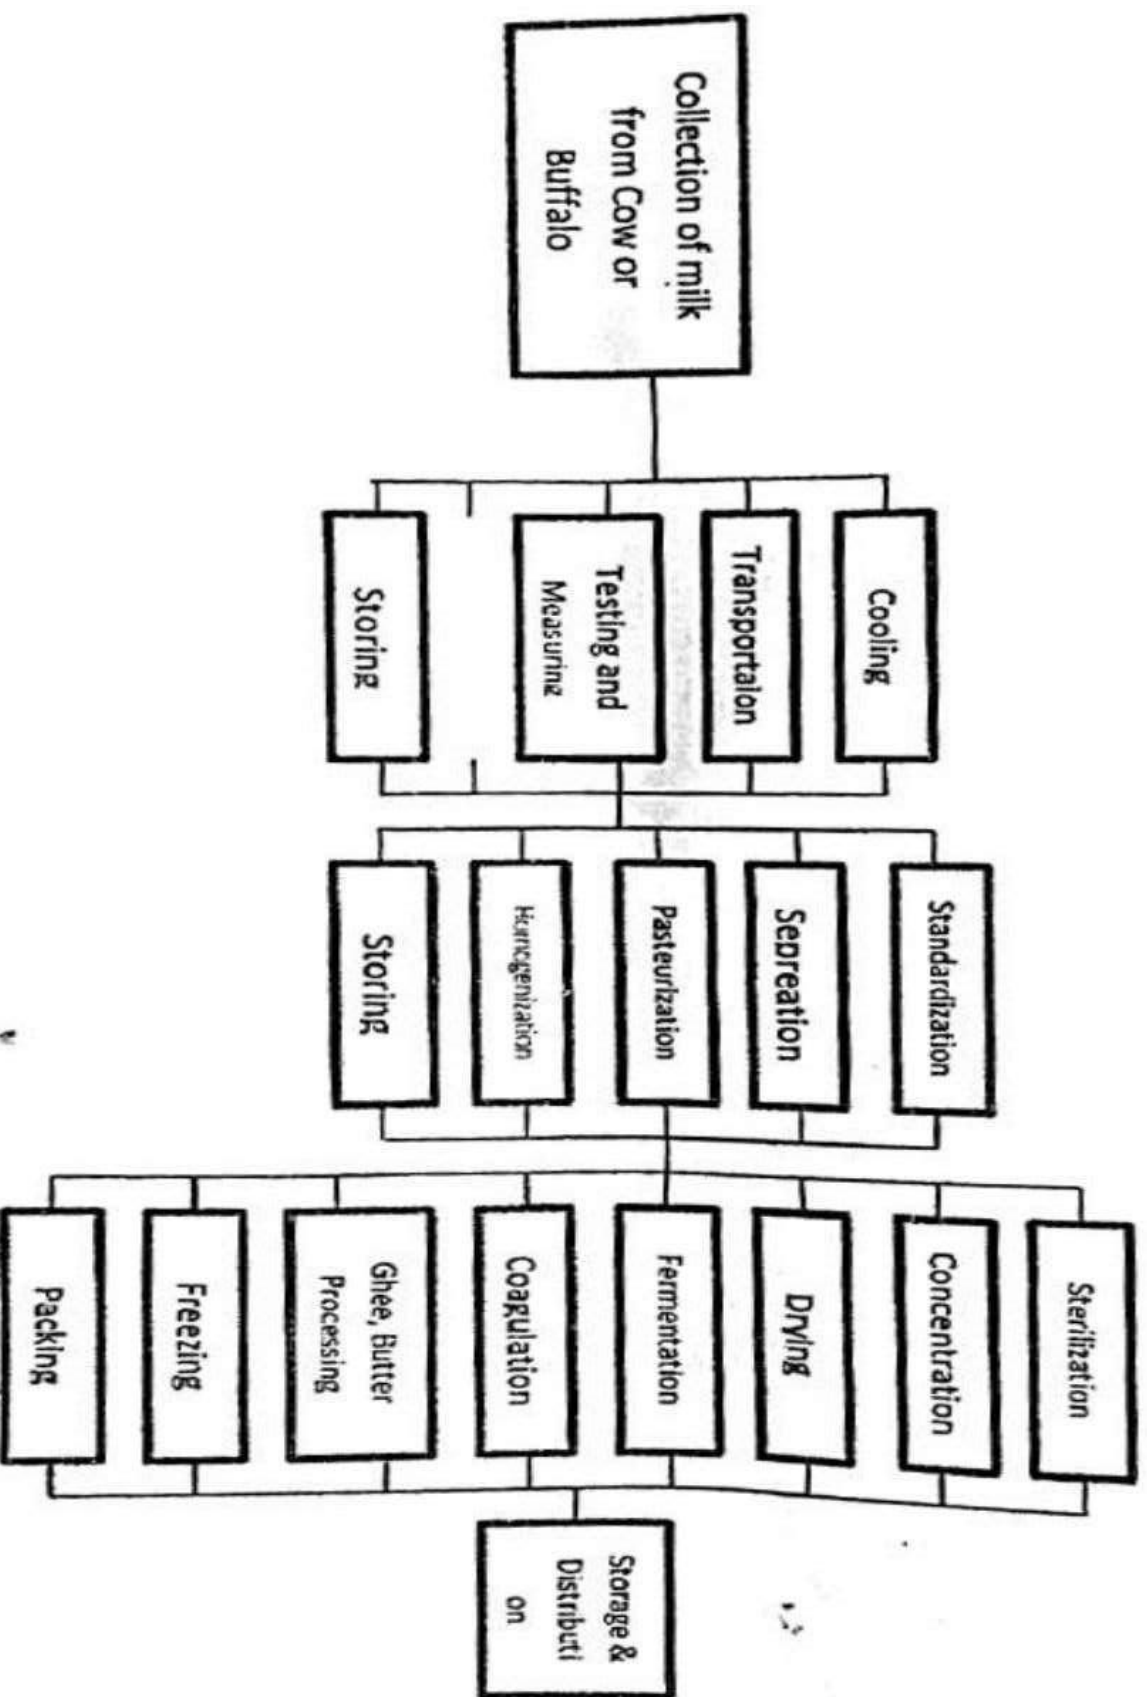 Collection of milk
from Cow or
Buffalo
Cooling
Transportaion
Testing and
Measuring
Storing
Standardization
Sepreation
Pasteurization
Homogenization
Storing
Sterilization
Concentration
Drying
Fermentation
Coagulation
Ghee, Butter
Processing
Freezing
Packing
Storage &
Distributi
on